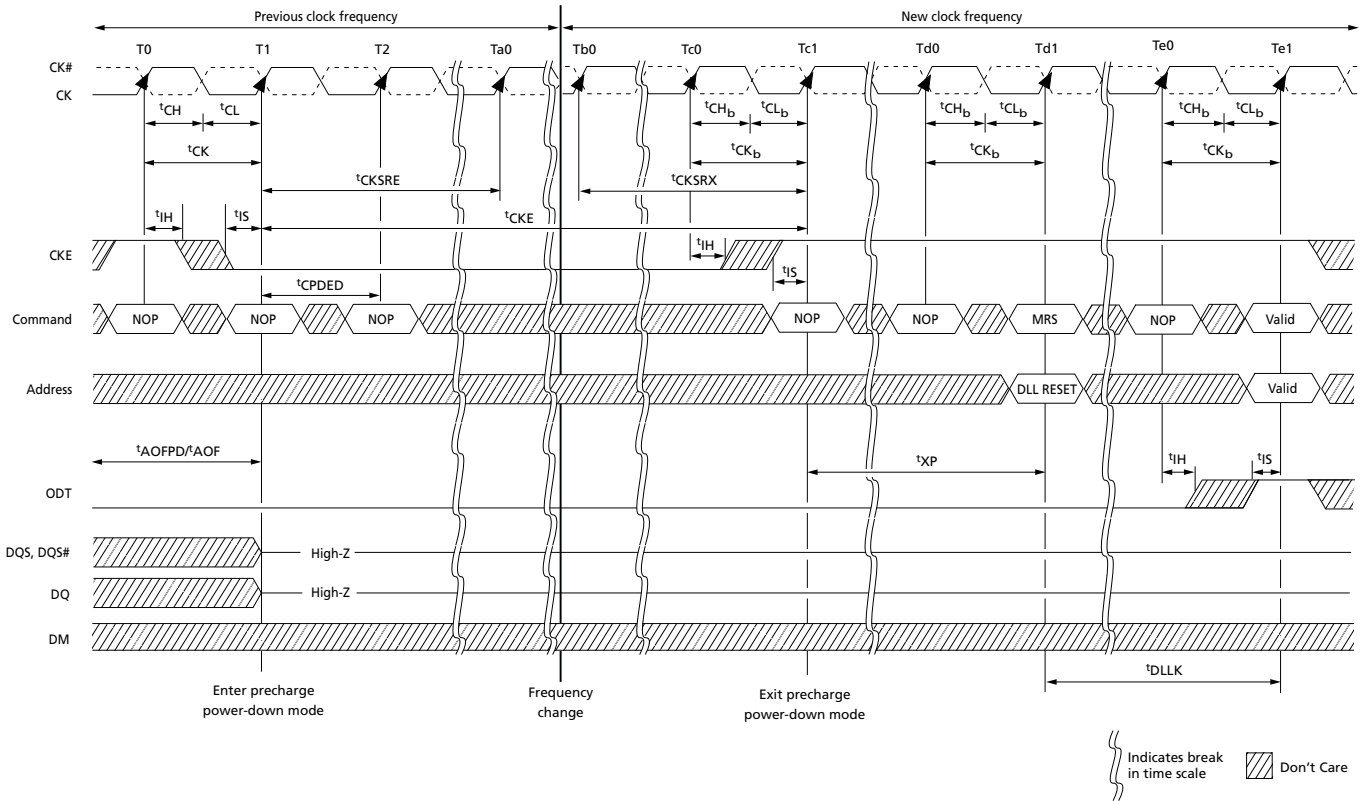 Previous clock frequency New clock frequency
T0 T1 T2 Ta0 Tb0 Tc0 Tc1 Td0 Td1 Te0 Te1
CK#
CK
tCH tCL tCHb tCLb tCHb tCLb tCHb tCLb
tCK tCKb tCKb tCKb
tCKSRE tCKSRX
tIH tIS tCKE
CKE tIH
tIS
tCPDED
Command NOP NOP NOP NOP NOP MRS NOP Valid
Address DLL RESET Valid
tAOFPD/tAOF tXP tIH tIS
ODT
DQS, DQS# High-Z
DQ High-Z
DM
tDLLK
Enter precharge Frequency Exit precharge
power-down mode change power-down mode
Indicates break
in time scale Don't Care